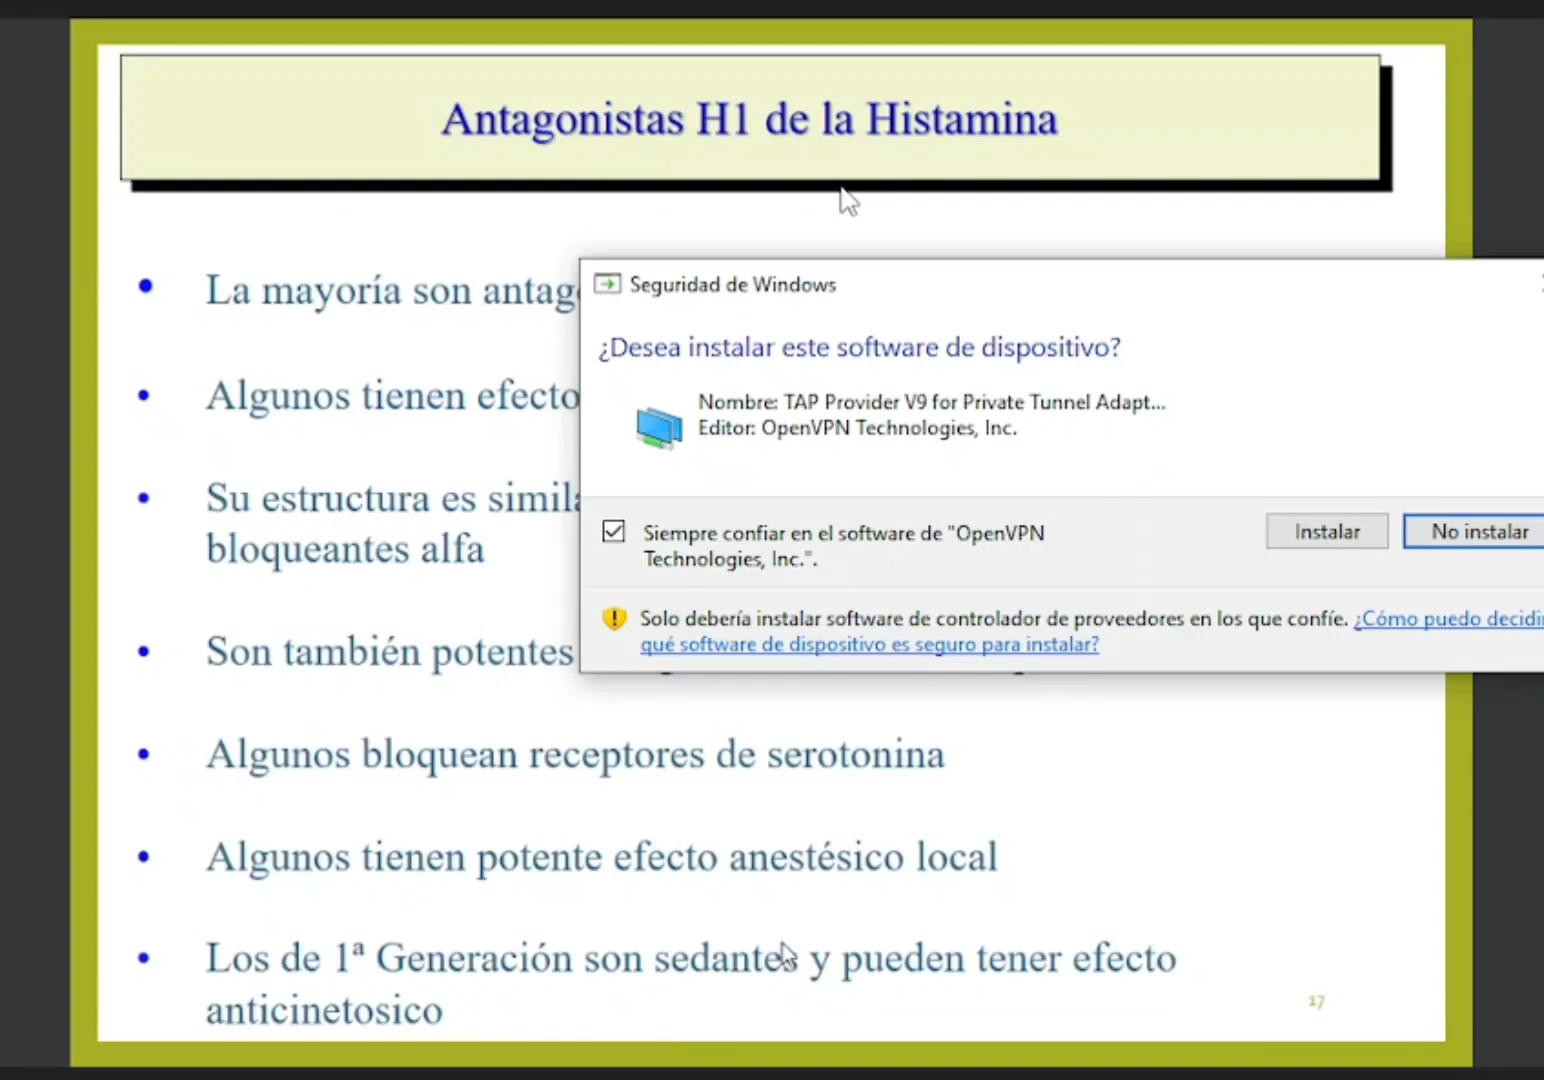 Antagonistas H1 de la Histamina
La mayoría son
Algunos tienen
Su estructura es
bloqueantes alfa
Son también potentes
Algunos bloquean receptores de serotonina
Algunos tienen potente efecto anestésico local
Los de 1ª Generación son sedantes y pueden tener efecto
anticinetosico
17
Seguridad de Windows
¿Desea instalar este software de dispositivo?
Nombre: TAP Provider V9 for Private Tunnel Adapt...
Editor: OpenVPN Technologies, Inc.
Siempre confiar en el software de "OpenVPN
Technologies, Inc.".
Instalar
No instalar
Solo debería instalar software de controlador de proveedores en los que confíe. ¿Cómo puedo
qué software de dispositivo es seguro para instalar?